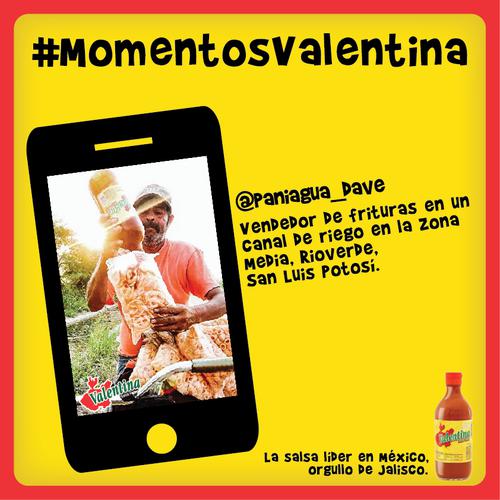 #MomentosValentina
@Paniagua_Dave
Vendedor de frituras en un
canal de riego en la Zona
Media, Rioverde,
San Luis Potosí.
Valentina
Valentina
La salsa líder en México,
orgullo de Jalisco.